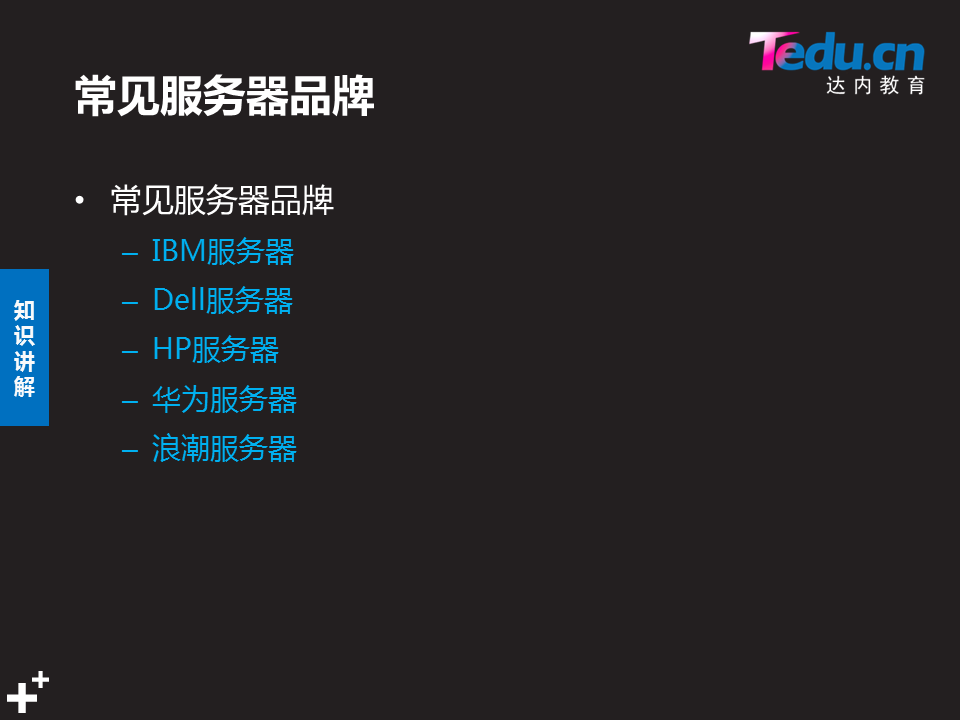 Tedu.cn
达内教育
常见服务器品牌
• 常见服务器品牌
– IBM服务器
– Dell服务器
– HP服务器
– 华为服务器
– 浪潮服务器
知识讲解